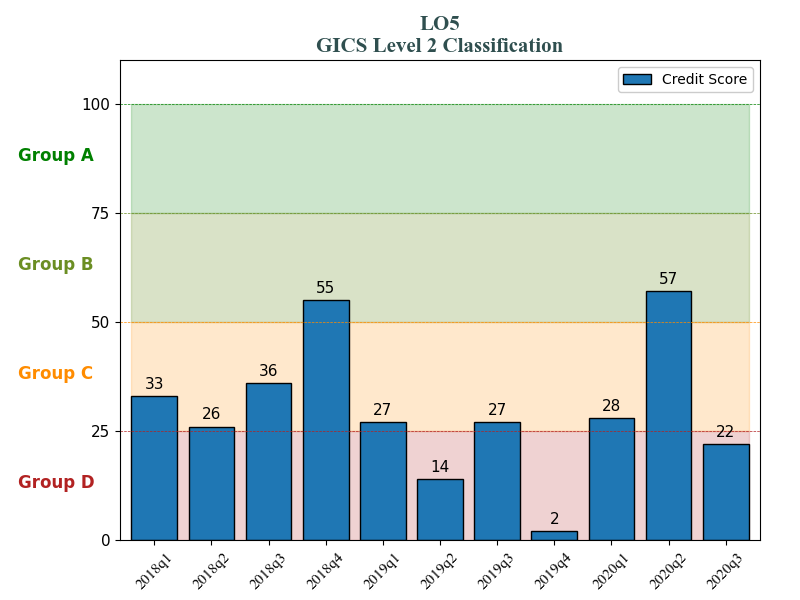 LO5
GICS Level 2 Classification
Credit Score
100
Group A
75
Group B
50
Group C
25
Group D
0
33
26
36
55
27
14
27
2
28
57
22
2018q1
2018q2
2018q3
2018q4
2019q1
2019q2
2019q3
2019q4
2020q1
2020q2
2020q3